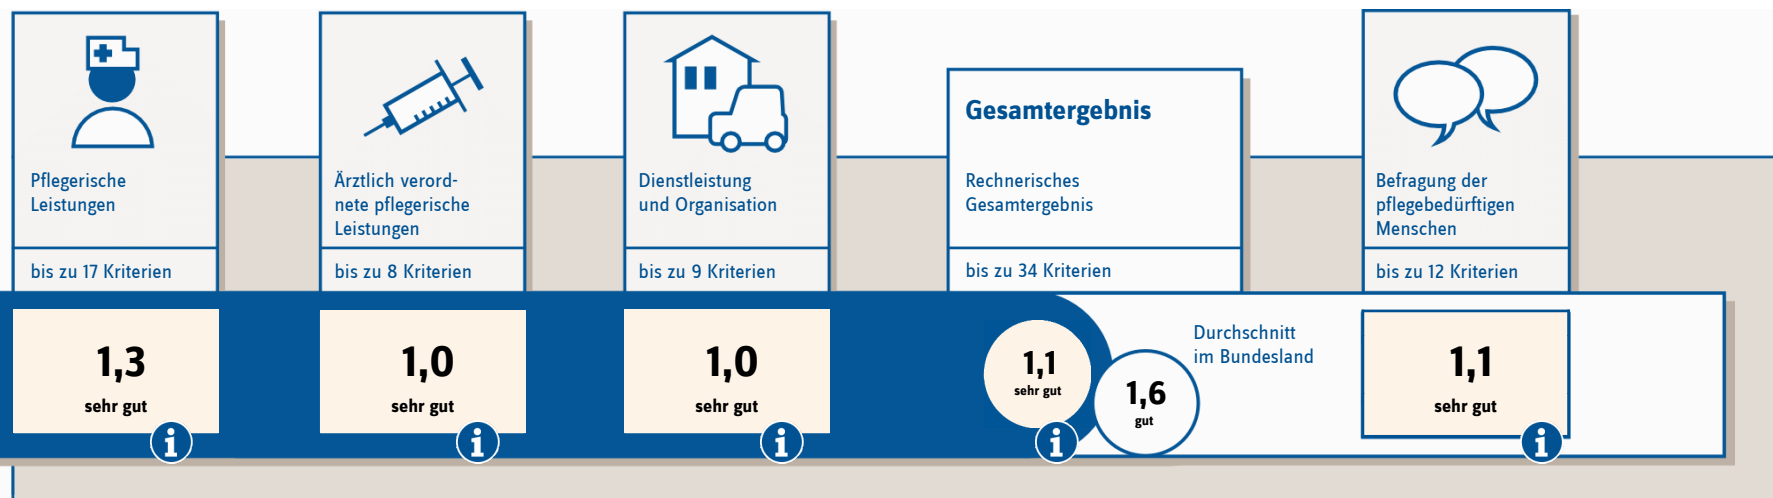 Pflegerische
Leistungen
bis zu 17 Kriterien
1,3
sehr gut
i
Ärztlich verord-
nete pflegerische
Leistungen
bis zu 8 Kriterien
1,0
sehr gut
i
Dienstleistung
und Organisation
bis zu 9 Kriterien
1,0
sehr gut
i
Gesamtergebnis
Rechnerisches
Gesamtergebnis
bis zu 34 Kriterien
1,1
sehr gut
i
1,6
gut
Durchschnitt
im Bundesland
Befragung der
pflegebedürftigen
Menschen
bis zu 12 Kriterien
1,1
sehr gut
i